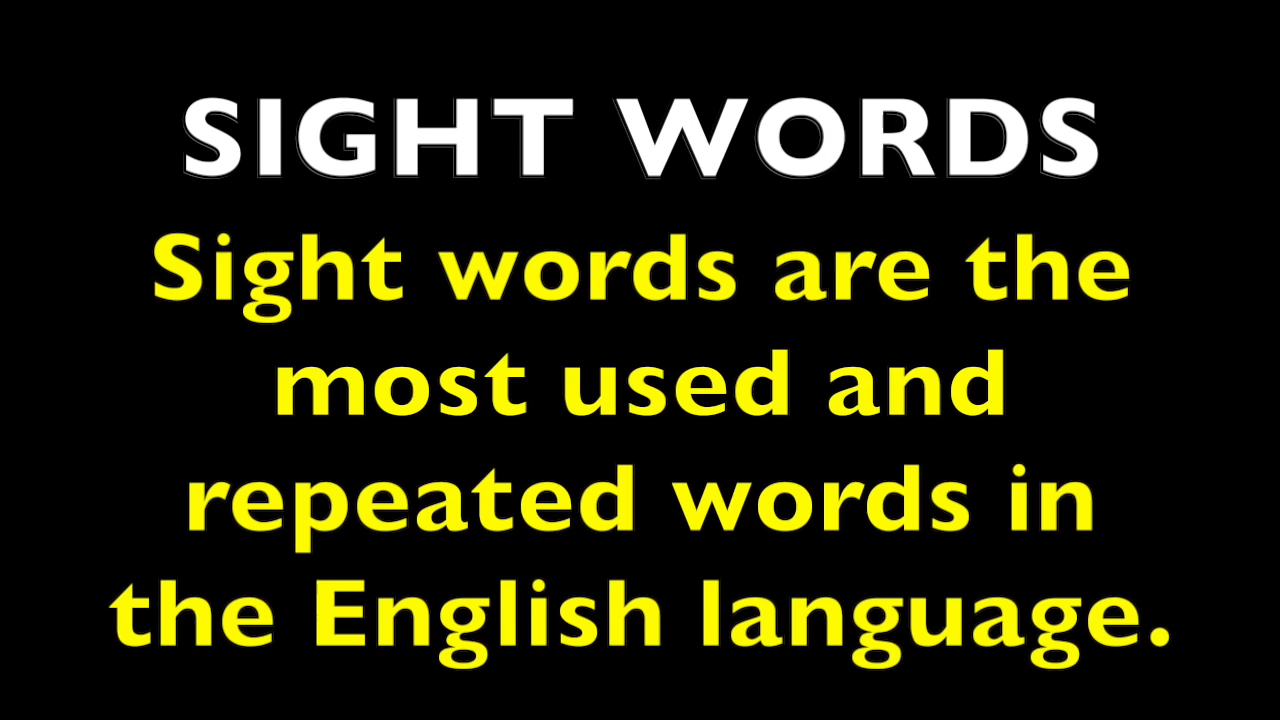 SIGHT WORDS
Sight words are the
most used and
repeated words in
the English language.